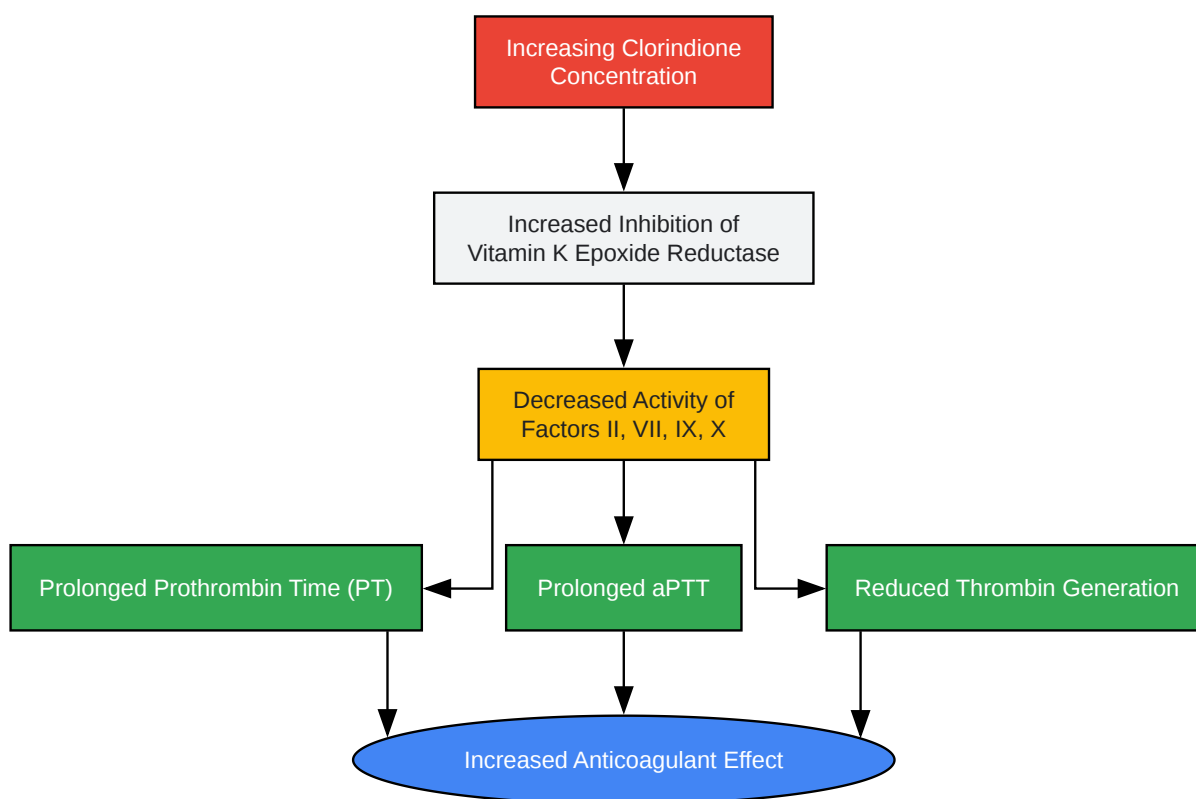 Increasing Clorindione
Concentration
Increased Inhibition of
Vitamin K Epoxide Reductase
Decreased Activity of
Factors II, VII, IX, X
Prolonged Prothrombin Time (PT)
Prolonged aPTT
Reduced Thrombin Generation
Increased Anticoagulant Effect